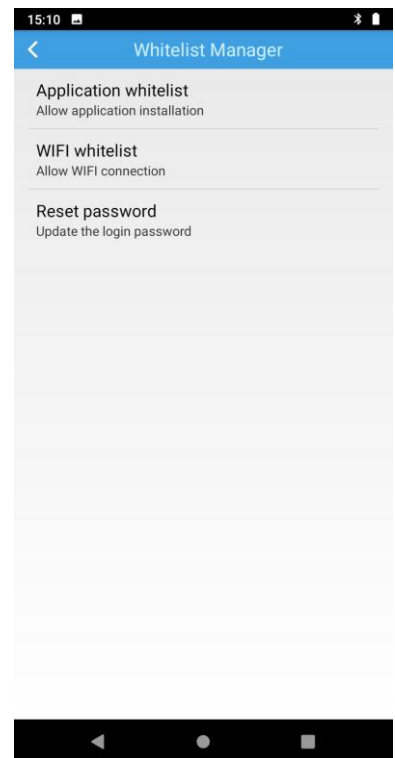 15:10
Whitelist Manager
Application whitelist
Allow application installation
WIFI whitelist
Allow WIFI connection
Reset password
Update the login password